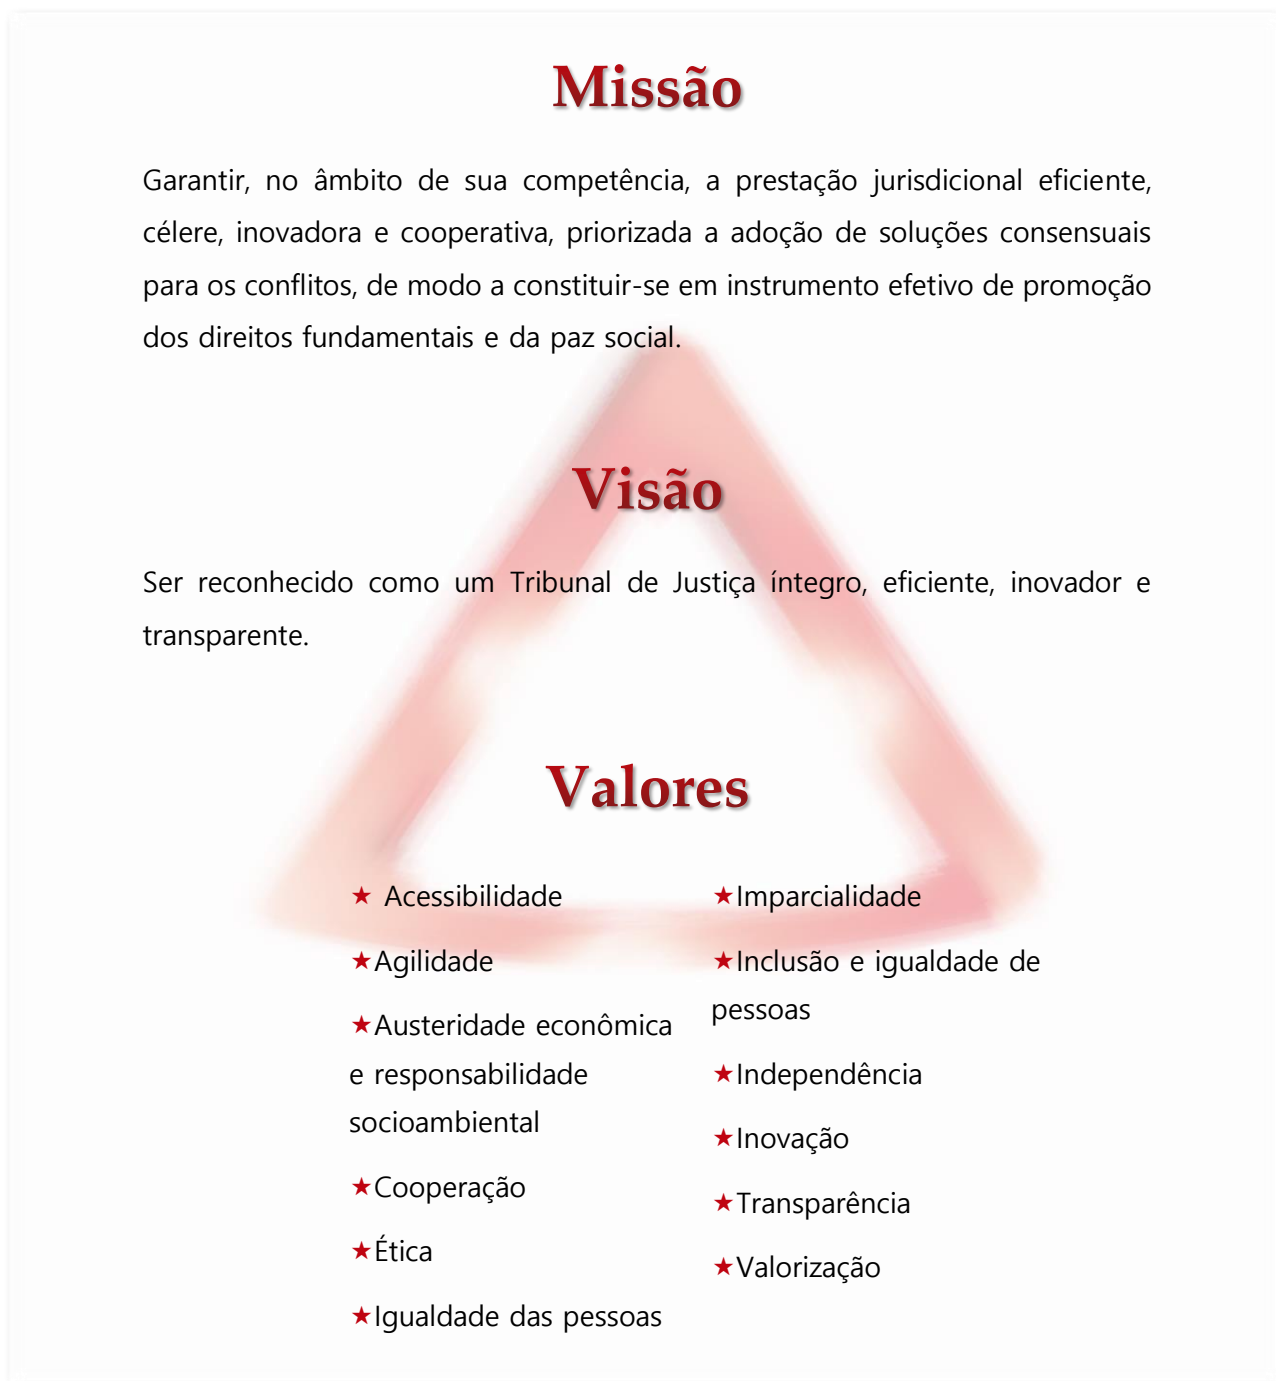 Missão
Garantir, no âmbito de sua competência, a prestação jurisdicional eficiente,
célere, inovadora e cooperativa, priorizada a adoção de soluções consensuais
para os conflitos, de modo a constituir-se em instrumento efetivo de promoção
dos direitos fundamentais e da paz social.
Visão
Ser reconhecido como um Tribunal de Justiça íntegro, eficiente, inovador e
transparente.
Valores
★ Acessibilidade
★Agilidade
★Austeridade econômica
e responsabilidade
socioambiental
★Cooperação
★Ética
★Igualdade das pessoas
★Imparcialidade
★Inclusão e igualdade de
pessoas
★Independência
★Inovação
★Transparência
★Valorização